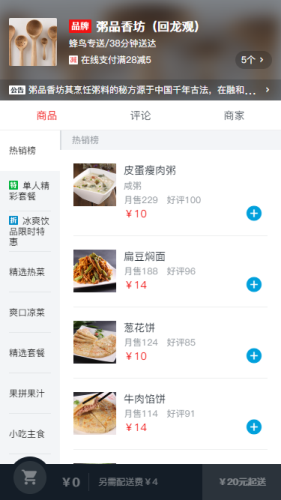 品牌 粥品香坊（回龙观）
蜂鸟专送/38分钟送达
减 在线支付满28减5
5个 >
公告 粥品香坊其烹饪粥料的秘方源于中国千年古法，在融和... >
商品 评论 商家
热销榜
特 单人精彩套餐
折 冰爽饮品限时特惠
精选热菜
爽口凉菜
精选套餐
果拼果汁
小吃主食
热销榜
皮蛋瘦肉粥
咸粥
月售229 好评100
￥10
扁豆焖面
月售188 好评96
￥14
葱花饼
月售124 好评85
￥10
牛肉馅饼
月售114 好评91
￥14
￥0 另需配送费￥4 ￥20元起送